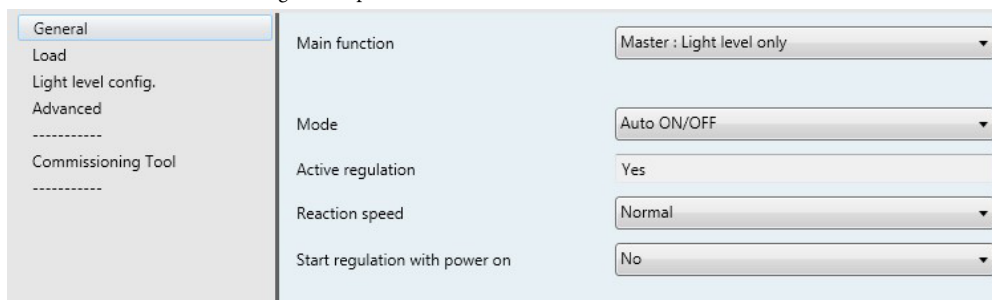 General
Load
Light level config.
Advanced
-----------
Commissioning Tool
-----------
Main function
Master : Light level only
Mode
Auto ON/OFF
Active regulation
Yes
Reaction speed
Normal
Start regulation with power on
No